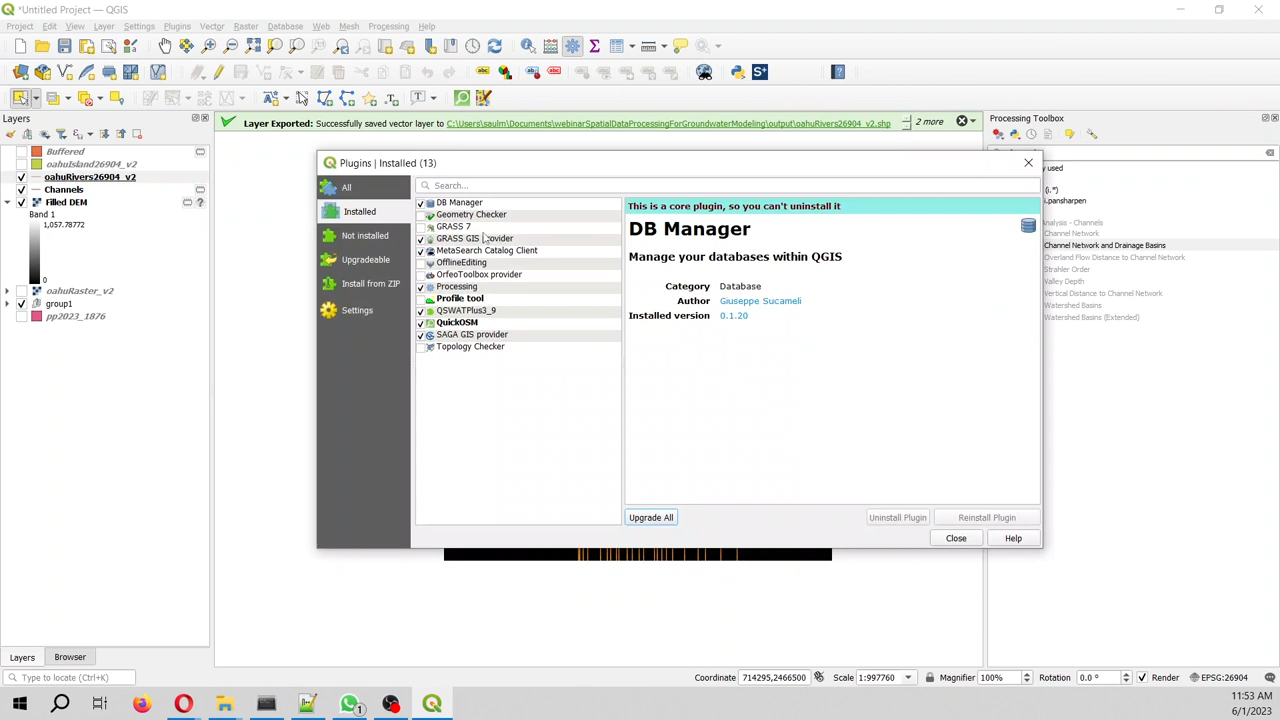 *Untitled Project — QGIS
Project Edit View Layer Settings Plugins Vector Raster Database Web Mesh Processing Help
Layers
Layer Exported: Successfully saved vector layer to C:\Users\saulm\Documents\webinarSpatialDataProcessingForGroundwaterModeling\output\oahuRivers26904_v2.shp
2 more
Processing Toolbox
Buffered
oahuIsland26904_v2
oahuRivers26904_v2
Channels
Filled DEM
Band 1
1,057.78772
0
oahuRaster_v2
group1
pp2023_1876
Plugins | Installed (13)
All
Installed
Not installed
Upgradeable
Install from ZIP
Settings
Search...
DB Manager
Geometry Checker
GRASS 7
GRASS GIS provider
MetaSearch Catalog Client
OfflineEditing
OrfeoToolbox provider
Processing
Profile tool
QSWATPlus3_9
QuickOSM
SAGA GIS provider
Topology Checker
This is a core plugin, so you can't uninstall it
DB Manager
Manage your databases within QGIS
Category Database
Author Giuseppe Sucameli
Installed version 0.1.20
Upgrade All
Uninstall Plugin
Reinstall Plugin
Close
Help
y used
(i.*)
i.pansharpen
Analysis - Channels
Channel Network
Channel Network and Drainage Basins
Overland Flow Distance to Channel Network
Strahler Order
Valley Depth
Vertical Distance to Channel Network
Watershed Basins
Watershed Basins (Extended)
Layers Browser
Type to locate (Ctrl+K)
Coordinate 714295,2466500
Scale 1:997760
Magnifier 100%
Rotation 0.0 °
Render
EPSG:26904
1
11:53 AM
6/1/2023